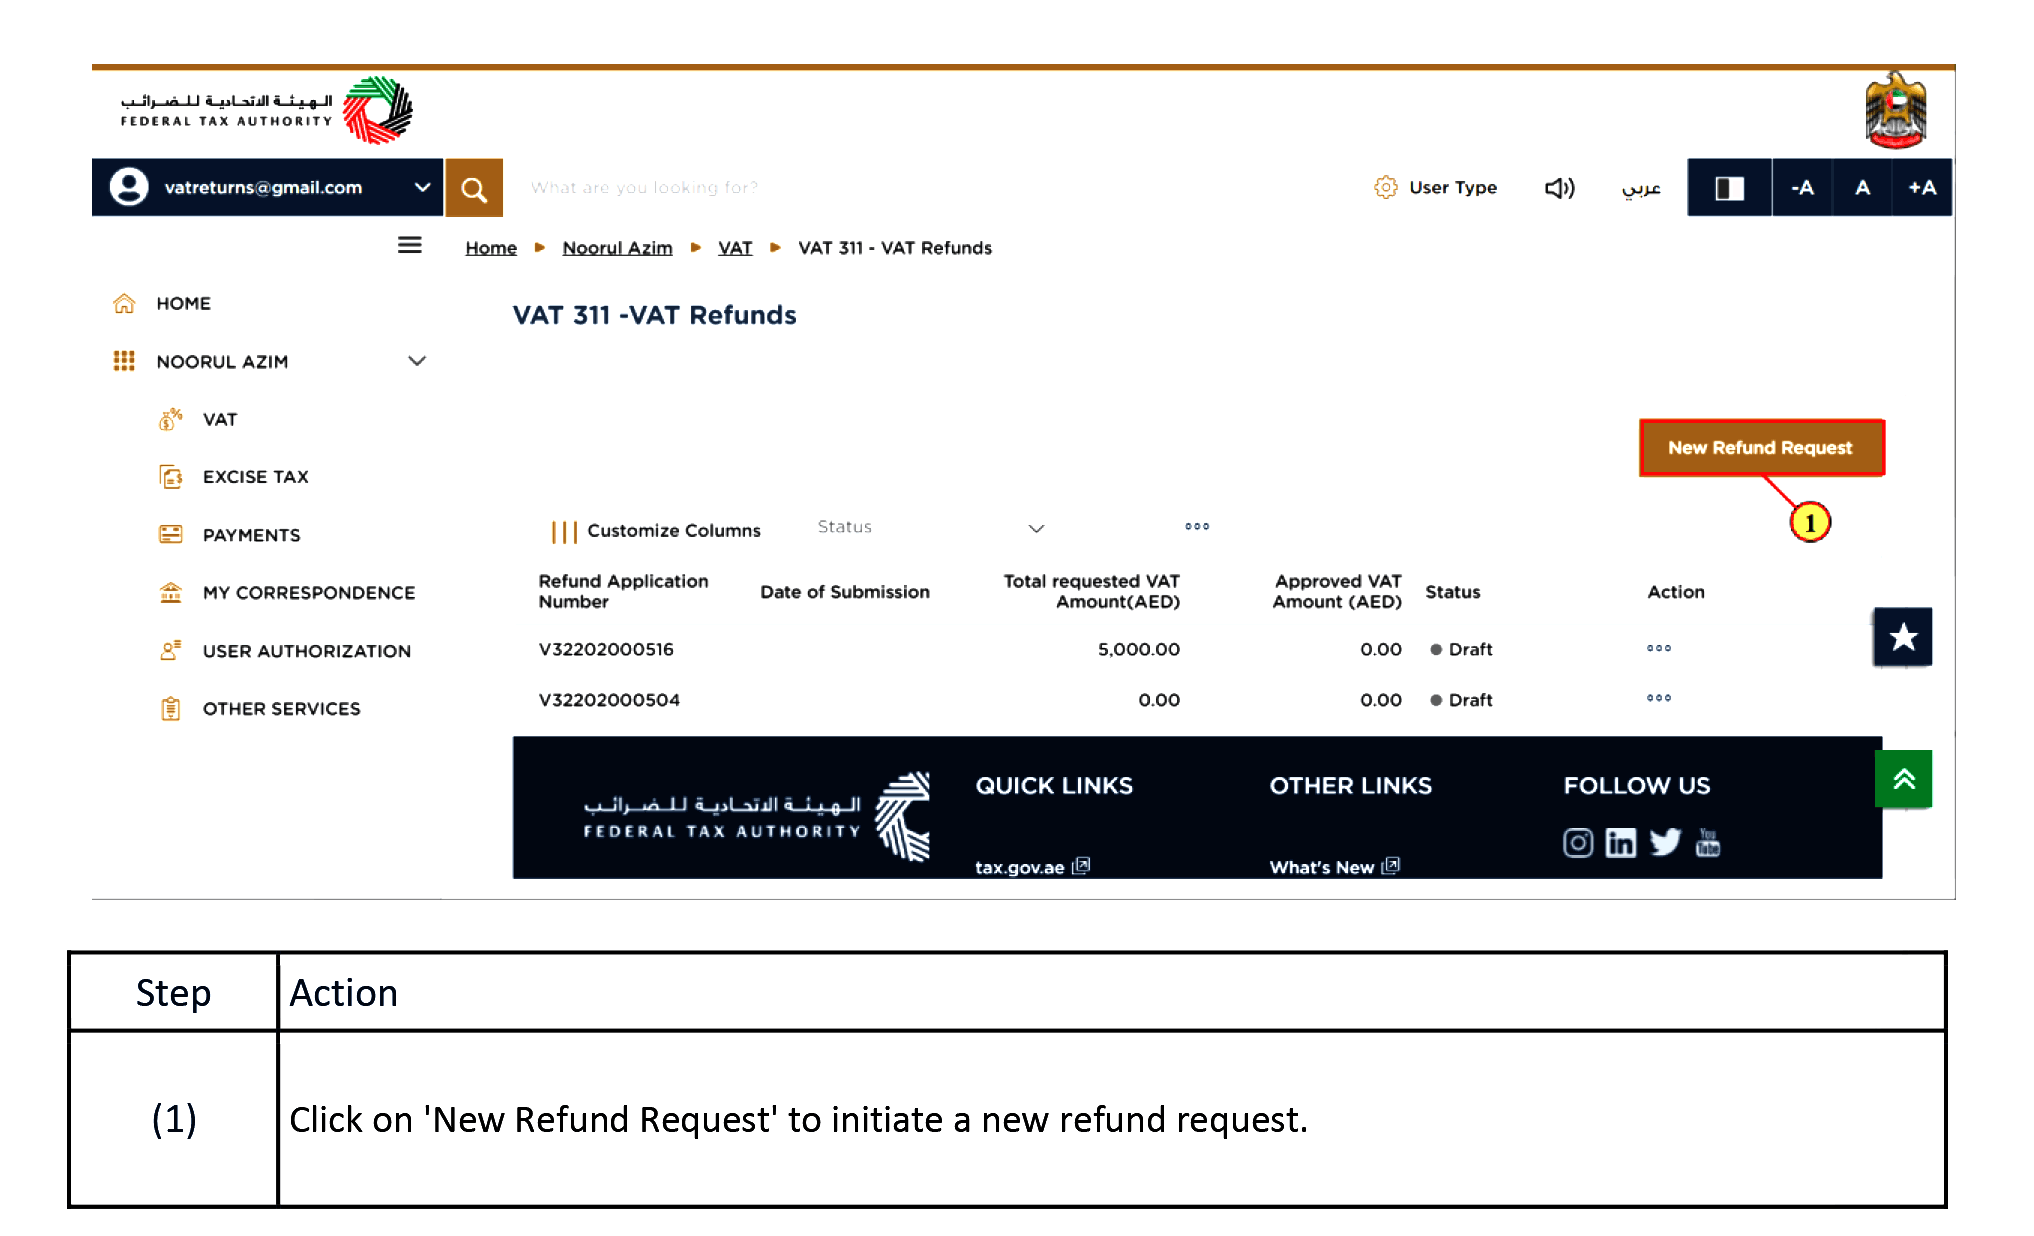 الهيئة الاتحادية للضرائب
FEDERAL TAX AUTHORITY
vatreturns@gmail.com
What are you looking for?
User Type
عربي
-A
A
+A
Home ▸ Noorul Azim ▸ VAT ▸ VAT 311 - VAT Refunds
HOME
VAT 311 -VAT Refunds
NOORUL AZIM
VAT
New Refund Request
EXCISE TAX
1
PAYMENTS
Customize Columns
Status
MY CORRESPONDENCE
Refund Application Number
Date of Submission
Total requested VAT Amount(AED)
Approved VAT Amount (AED)
Status
Action
USER AUTHORIZATION
V32202000516 5,000.00 0.00 Draft
OTHER SERVICES
V32202000504 0.00 0.00 Draft
الهيئة الاتحادية للضرائب
FEDERAL TAX AUTHORITY
QUICK LINKS
tax.gov.ae
OTHER LINKS
What's New
FOLLOW US
in
You Tube
Step Action
(1) Click on 'New Refund Request' to initiate a new refund request.